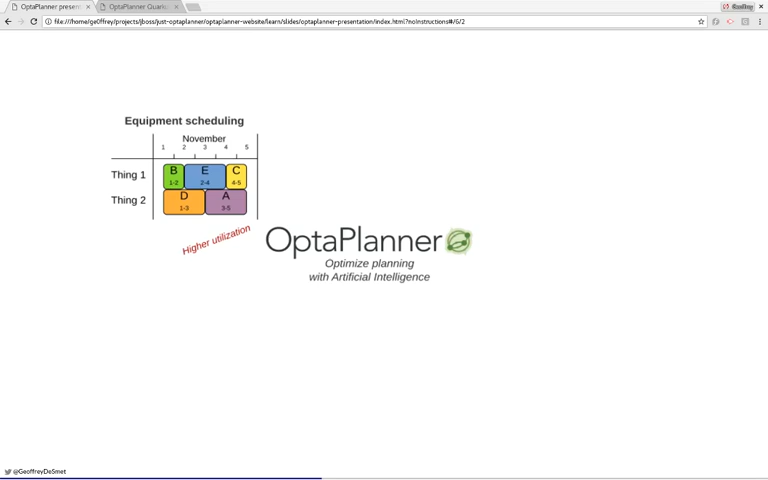 OptaPlanner presen
OptaPlanner Quark
file:///home/ge0ffrey/projects/jboss/just-optaplanner/optaplanner-website/learn/slides/optaplanner-presentation/index.html?noInstructions#/6/2
Equipment scheduling
November
1 2 3 4 5
Thing 1
B E C
1-2 2-4 4-5
Thing 2
D A
1-3 3-5
Higher utilization
OptaPlanner
Optimize planning
with Artificial Intelligence
@GeoffreyDeSmet